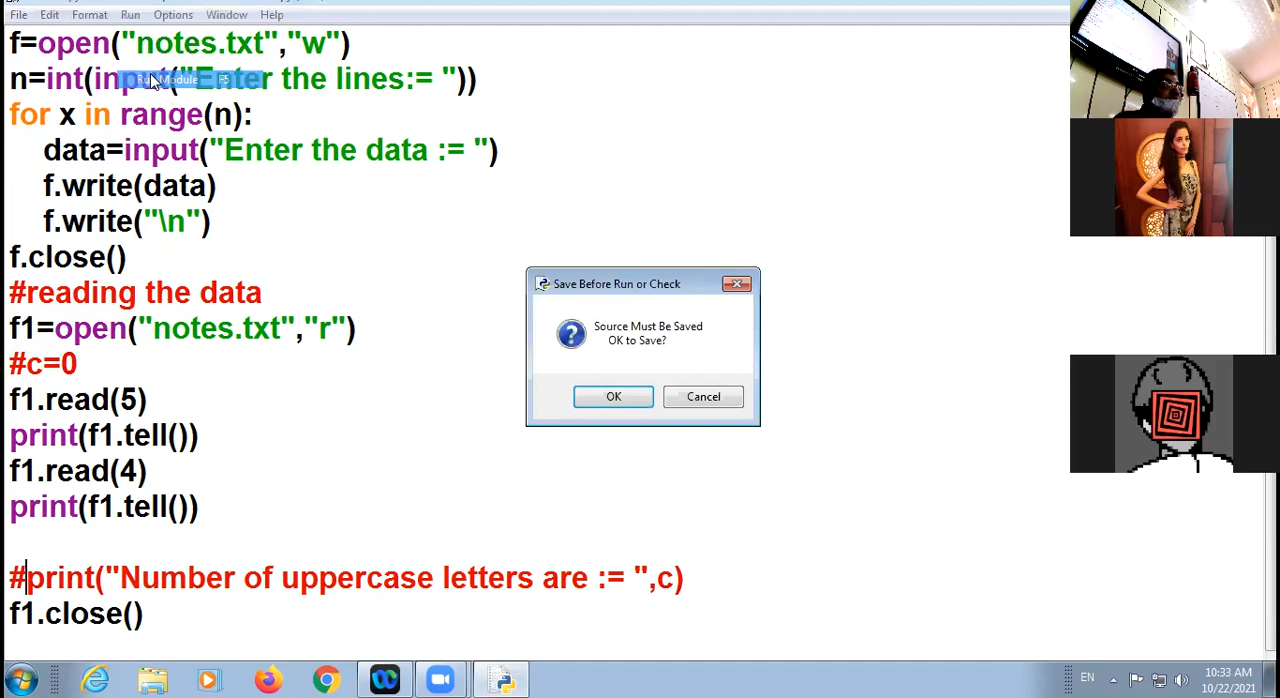 File Edit Format Run Options Window Help
f=open("notes.txt","w")
n=int(input("Enter the lines:= "))
Run Module F5
for x in range(n):
data=input("Enter the data := ")
f.write(data)
f.write("\n")
f.close()
#reading the data
f1=open("notes.txt","r")
#c=0
f1.read(5)
print(f1.tell())
f1.read(4)
print(f1.tell())
#print("Number of uppercase letters are := ",c)
f1.close()
Save Before Run or Check
Source Must Be Saved
OK to Save?
OK Cancel
EN
10:33 AM
10/22/2021